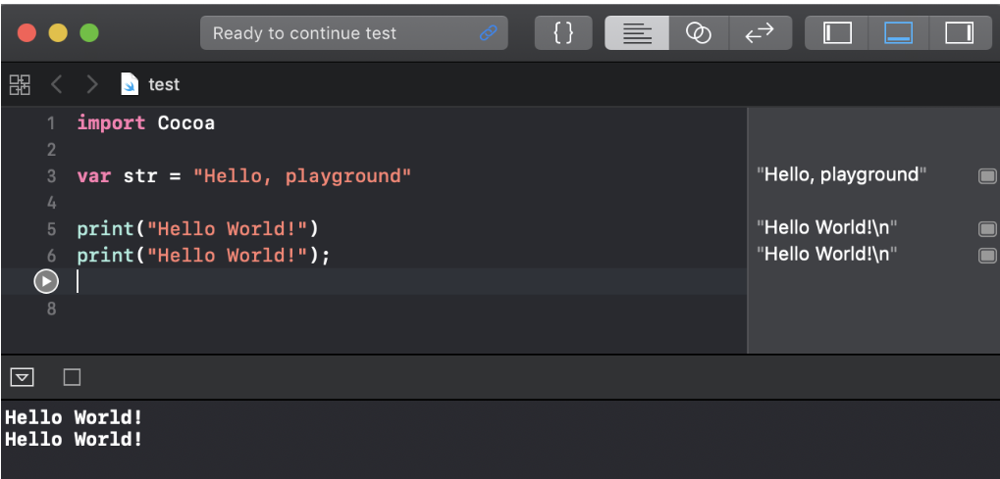 Ready to continue test
{ }
test
1 import Cocoa
2
3 var str = "Hello, playground" "Hello, playground"
4
5 print("Hello World!") "Hello World!\n"
6 print("Hello World!"); "Hello World!\n"
8
Hello World!
Hello World!